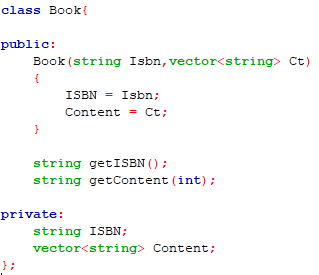 class Book{
public:
Book(string Isbn,vector<string> Ct)
{
ISBN = Isbn;
Content = Ct;
}
string getISBN();
string getContent(int);
private:
string ISBN;
vector<string> Content;
};